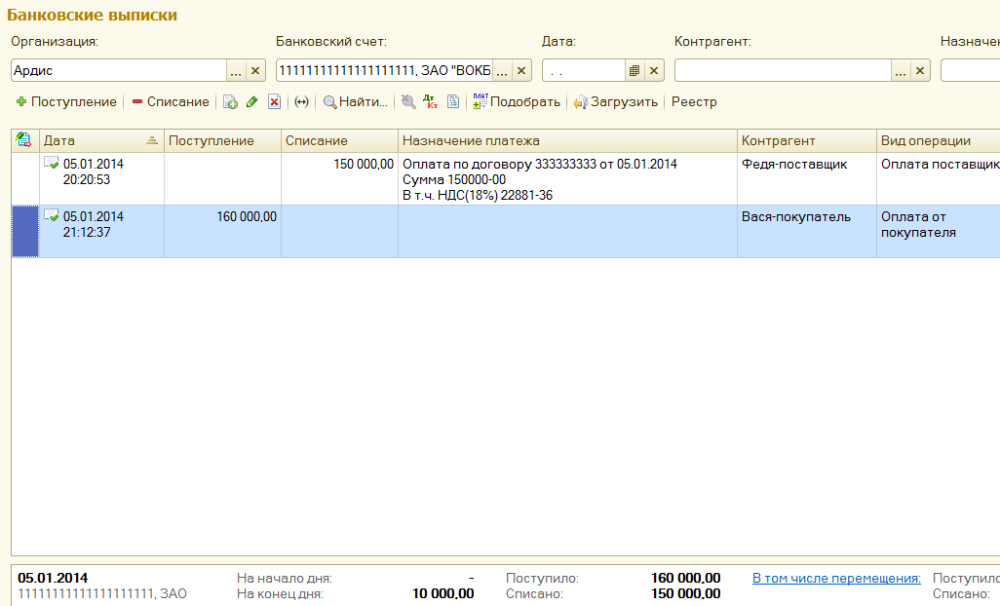 Банковские выписки
Организация: Банковский счет: Дата: Контрагент: Назначен
Ардис ... 11111111111111111111, ЗАО "ВОКБ ... . . ...
Поступление Списание Найти... Дт Кт ПЛАТ Подобрать Загрузить Реестр
Дата Поступление Списание Назначение платежа Контрагент Вид операции
05.01.2014 150 000,00 Оплата по договору 333333333 от 05.01.2014 Федя-поставщик Оплата поставщик
20:20:53 Сумма 150000-00
В т.ч. НДС(18%) 22881-36
05.01.2014 160 000,00 Вася-покупатель Оплата от
21:12:37 покупателя
05.01.2014 На начало дня: - Поступило: 160 000,00 В том числе перемещения: Поступило
11111111111111111111, ЗАО На конец дня: 10 000,00 Списано: 150 000,00 Списано: